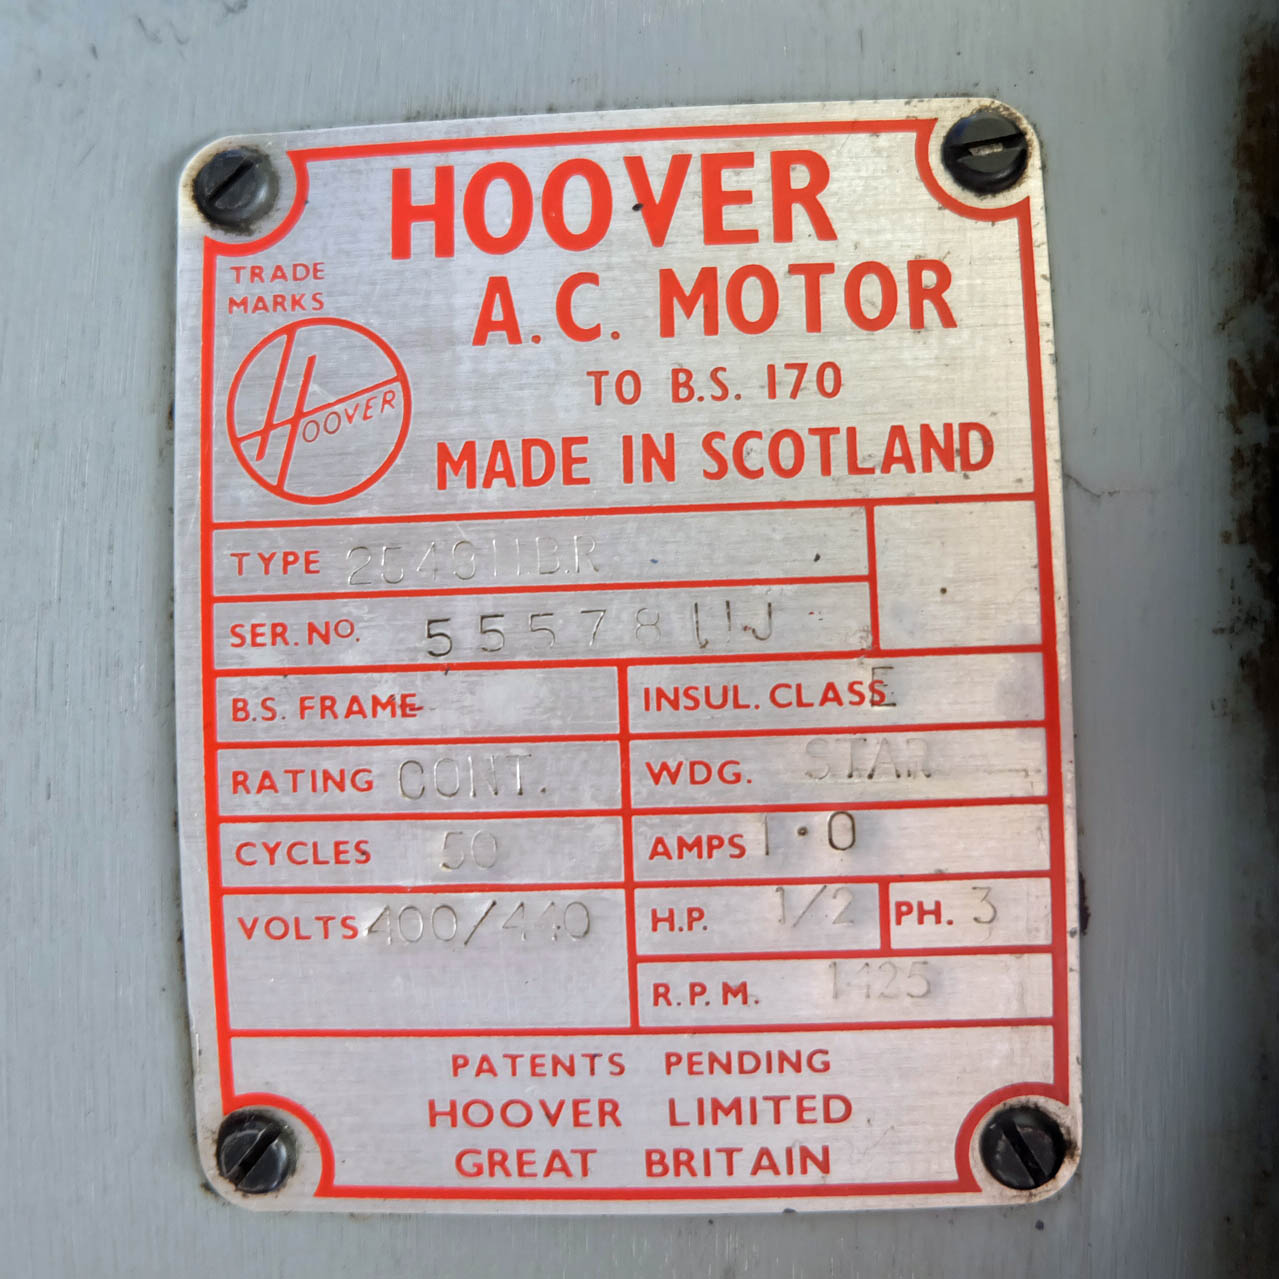 HOOVER
A.C. MOTOR
TO B.S. 170
MADE IN SCOTLAND
TRADE
MARKS
HOOVER
TYPE
SER. NO. 55578
B.S. FRAME
INSUL. CLASS E
RATING CONT.
WDG. STAR
CYCLES 50
AMPS 1.0
VOLTS 400/440
H.P. 1/2
PH. 3
R.P.M. 1425
PATENTS PENDING
HOOVER LIMITED
GREAT BRITAIN